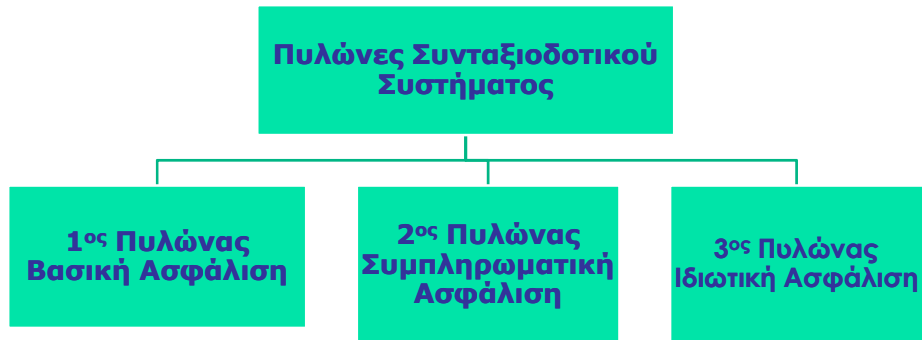 Πυλώνες Συνταξιοδοτικού
Συστήματος
1ος Πυλώνας
Βασική Ασφάλιση
2ος Πυλώνας
Συμπληρωματική
Ασφάλιση
3ος Πυλώνας
Ιδιωτική Ασφάλιση